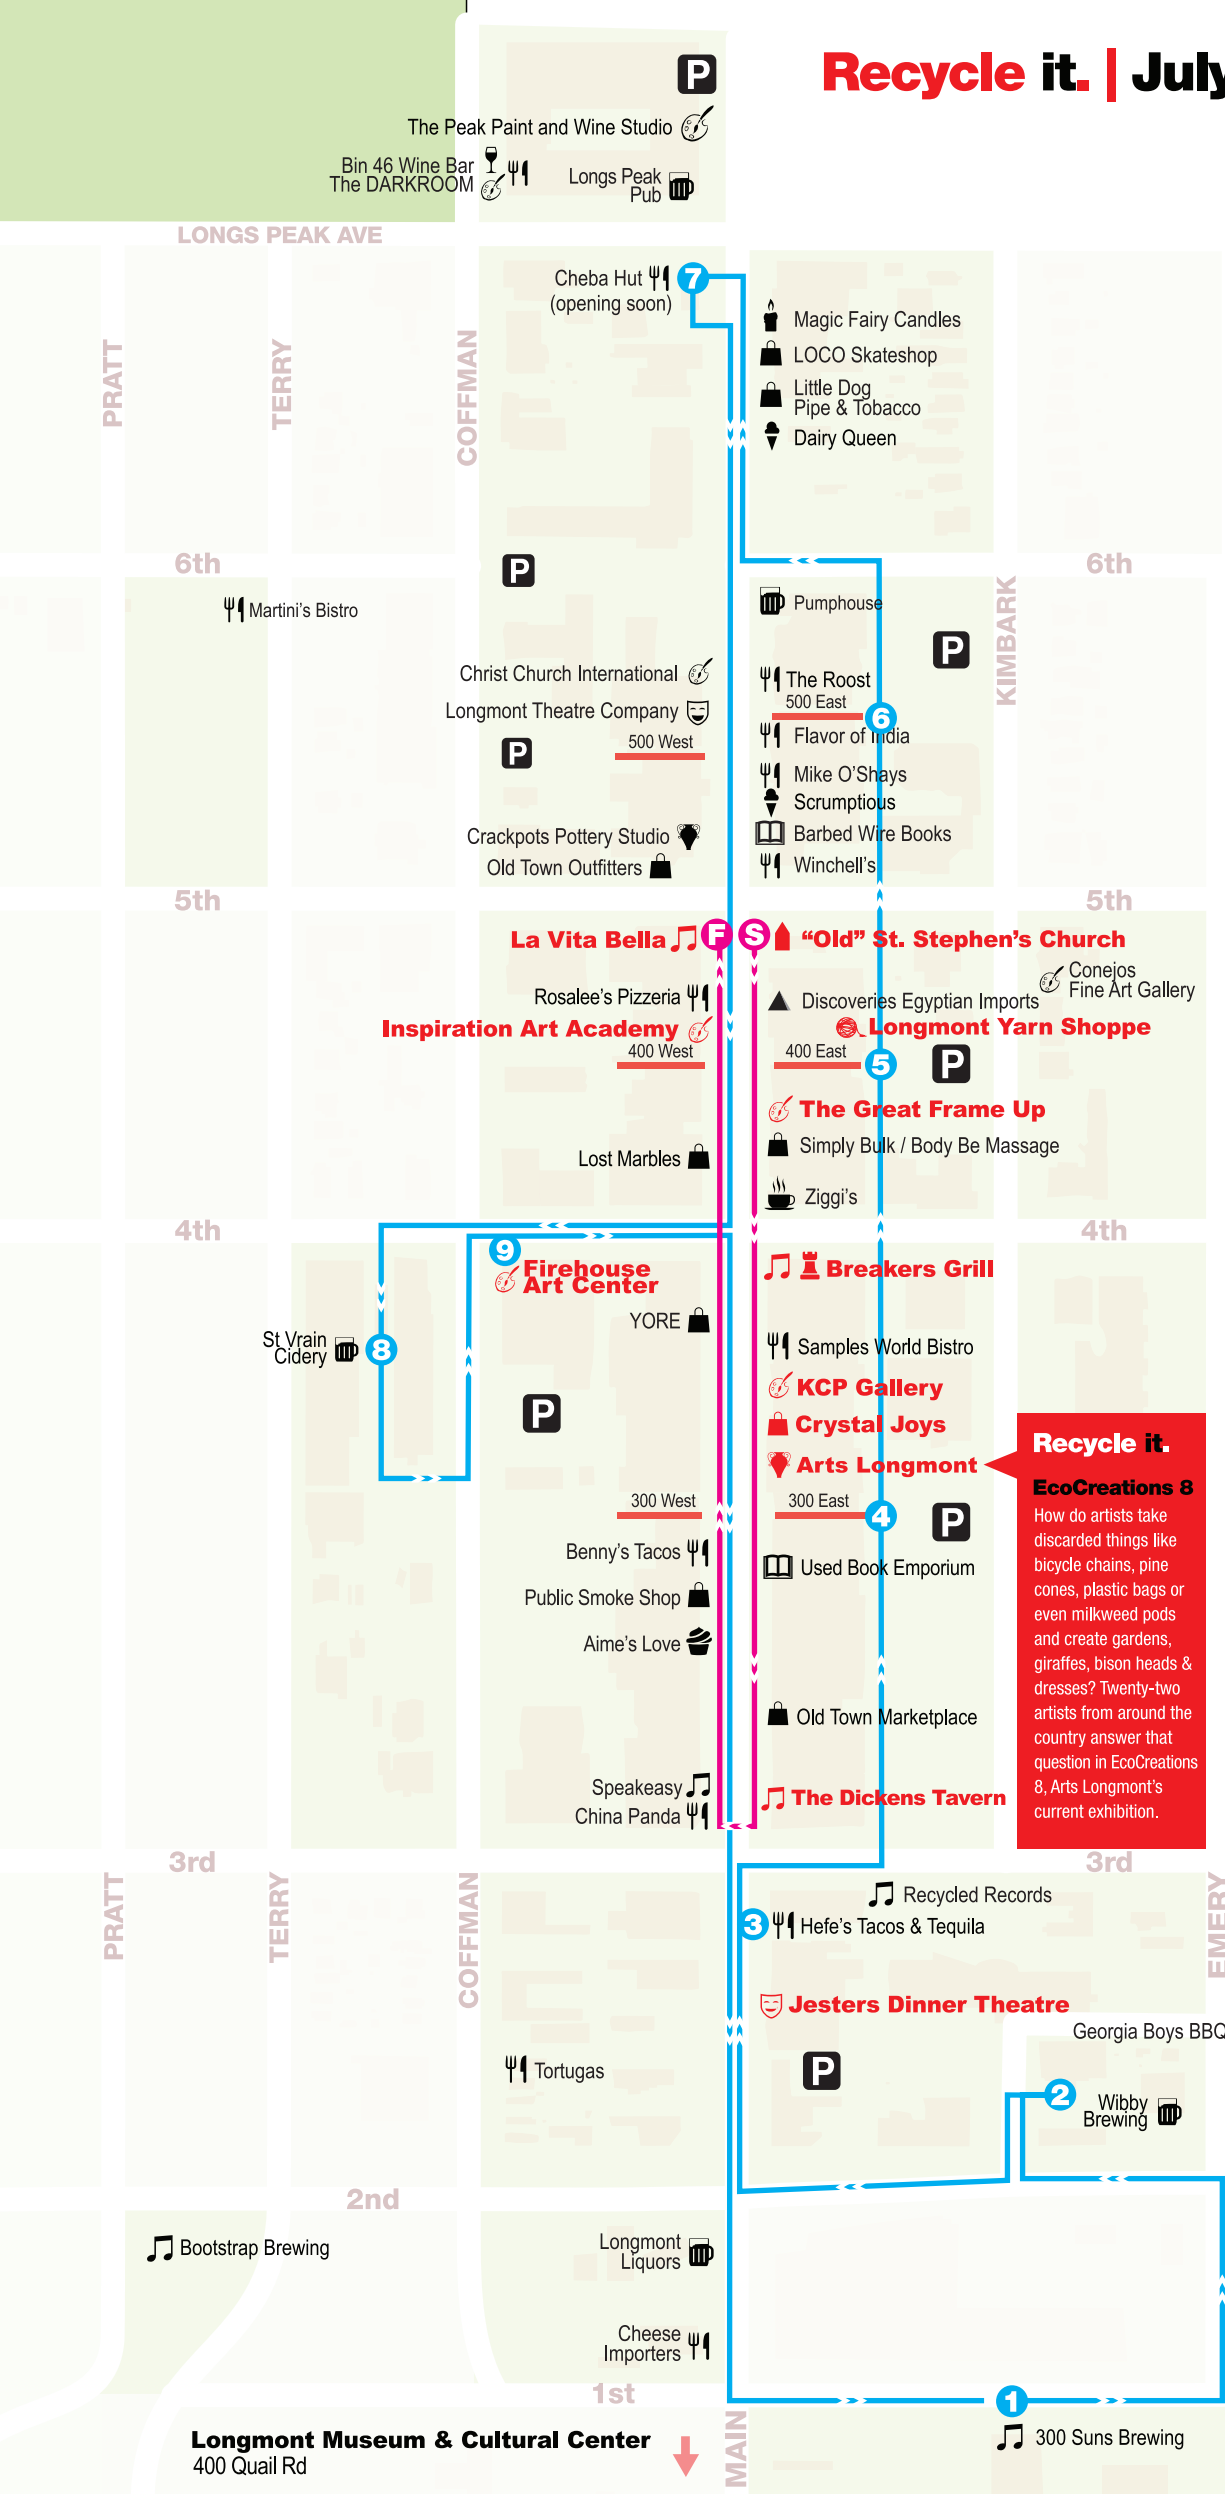 Recycle it. | July
P
The Peak Paint and Wine Studio
Bin 46 Wine Bar
The DARKROOM
Longs Peak
Pub
LONGS PEAK AVE
Cheba Hut
(opening soon)
7
Magic Fairy Candles
LOCO Skateshop
Little Dog
Pipe & Tobacco
Dairy Queen
PRATT
TERRY
COFFMAN
6th
6th
P
Martini's Bistro
Pumphouse
KIMBARK
P
Christ Church International
The Roost
500 East
6
Longmont Theatre Company
500 West
P
Flavor of India
Mike O'Shays
Scrumptious
Crackpots Pottery Studio
Barbed Wire Books
Old Town Outfitters
Winchell's
5th
5th
La Vita Bella
F
S
“Old” St. Stephen's Church
Conejos
Fine Art Gallery
Rosalee's Pizzeria
Discoveries Egyptian Imports
Inspiration Art Academy
Longmont Yarn Shoppe
400 West
400 East
5
P
The Great Frame Up
Simply Bulk / Body Be Massage
Lost Marbles
Ziggi's
4th
4th
9
Firehouse
Art Center
Breakers Grill
YORE
St Vrain
Cidery
8
Samples World Bistro
KCP Gallery
P
Crystal Joys
Arts Longmont
Recycle it.
EcoCreations 8
How do artists take
discarded things like
bicycle chains, pine
cones, plastic bags or
even milkweed pods
and create gardens,
giraffes, bison heads &
dresses? Twenty-two
artists from around the
country answer that
question in EcoCreations
8, Arts Longmont's
current exhibition.
300 West
300 East
4
P
Benny's Tacos
Used Book Emporium
Public Smoke Shop
Aime's Love
Old Town Marketplace
Speakeasy
China Panda
The Dickens Tavern
3rd
3rd
PRATT
TERRY
COFFMAN
EMERY
Recycled Records
3
Hefe's Tacos & Tequila
Jesters Dinner Theatre
Georgia Boys BBQ
Tortugas
P
2
Wibby
Brewing
2nd
Bootstrap Brewing
Longmont
Liquors
Cheese
Importers
1st
1
MAIN
300 Suns Brewing
Longmont Museum & Cultural Center
400 Quail Rd